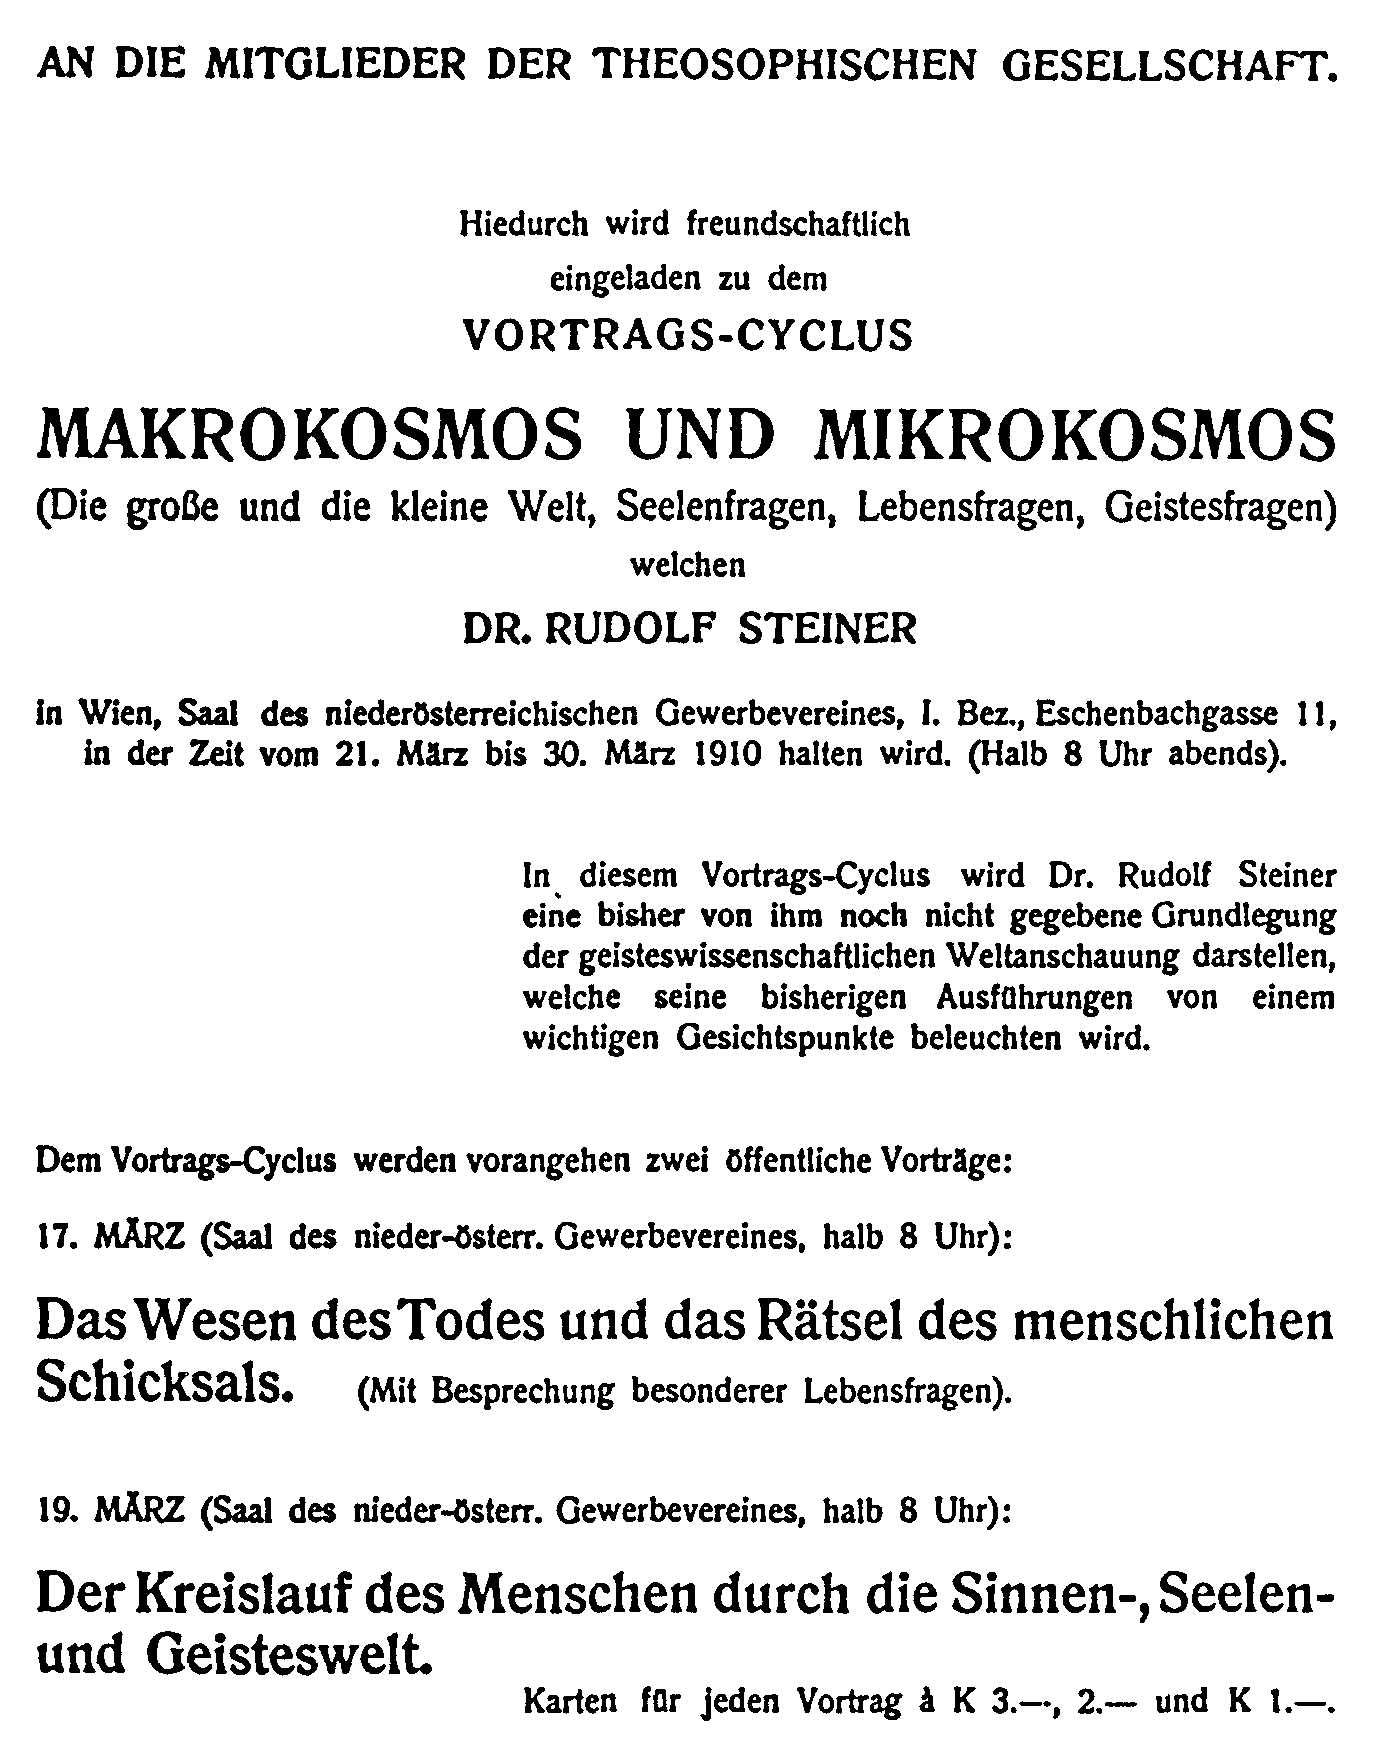 AN DIE MITGLIEDER DER THEOSOPHISCHEN GESELLSCHAFT.
Hiedurch wird freundschaftlich
eingeladen zu dem
VORTRAGS-CYCLUS
MAKROKOSMOS UND MIKROKOSMOS
(Die große und die kleine Welt, Seelenfragen, Lebensfragen, Geistesfragen)
welchen
DR. RUDOLF STEINER
in Wien, Saal des niederösterreichischen Gewerbevereines, I. Bez., Eschenbachgasse 11,
in der Zeit vom 21. März bis 30. März 1910 halten wird. (Halb 8 Uhr abends).
In diesem Vortrags-Cyclus wird Dr. Rudolf Steiner
eine bisher von ihm noch nicht gegebene Grundlegung
der geisteswissenschaftlichen Weltanschauung darstellen,
welche seine bisherigen Ausführungen von einem
wichtigen Gesichtspunkte beleuchten wird.
Dem Vortrags-Cyclus werden vorangehen zwei öffentliche Vorträge:
17. MÄRZ (Saal des nieder-österr. Gewerbevereines, halb 8 Uhr):
Das Wesen des Todes und das Rätsel des menschlichen
Schicksals. (Mit Besprechung besonderer Lebensfragen).
19. MÄRZ (Saal des nieder-österr. Gewerbevereines, halb 8 Uhr):
Der Kreislauf des Menschen durch die Sinnen-, Seelen-
und Geisteswelt.
Karten für jeden Vortrag à K 3.—, 2.— und K 1.—.